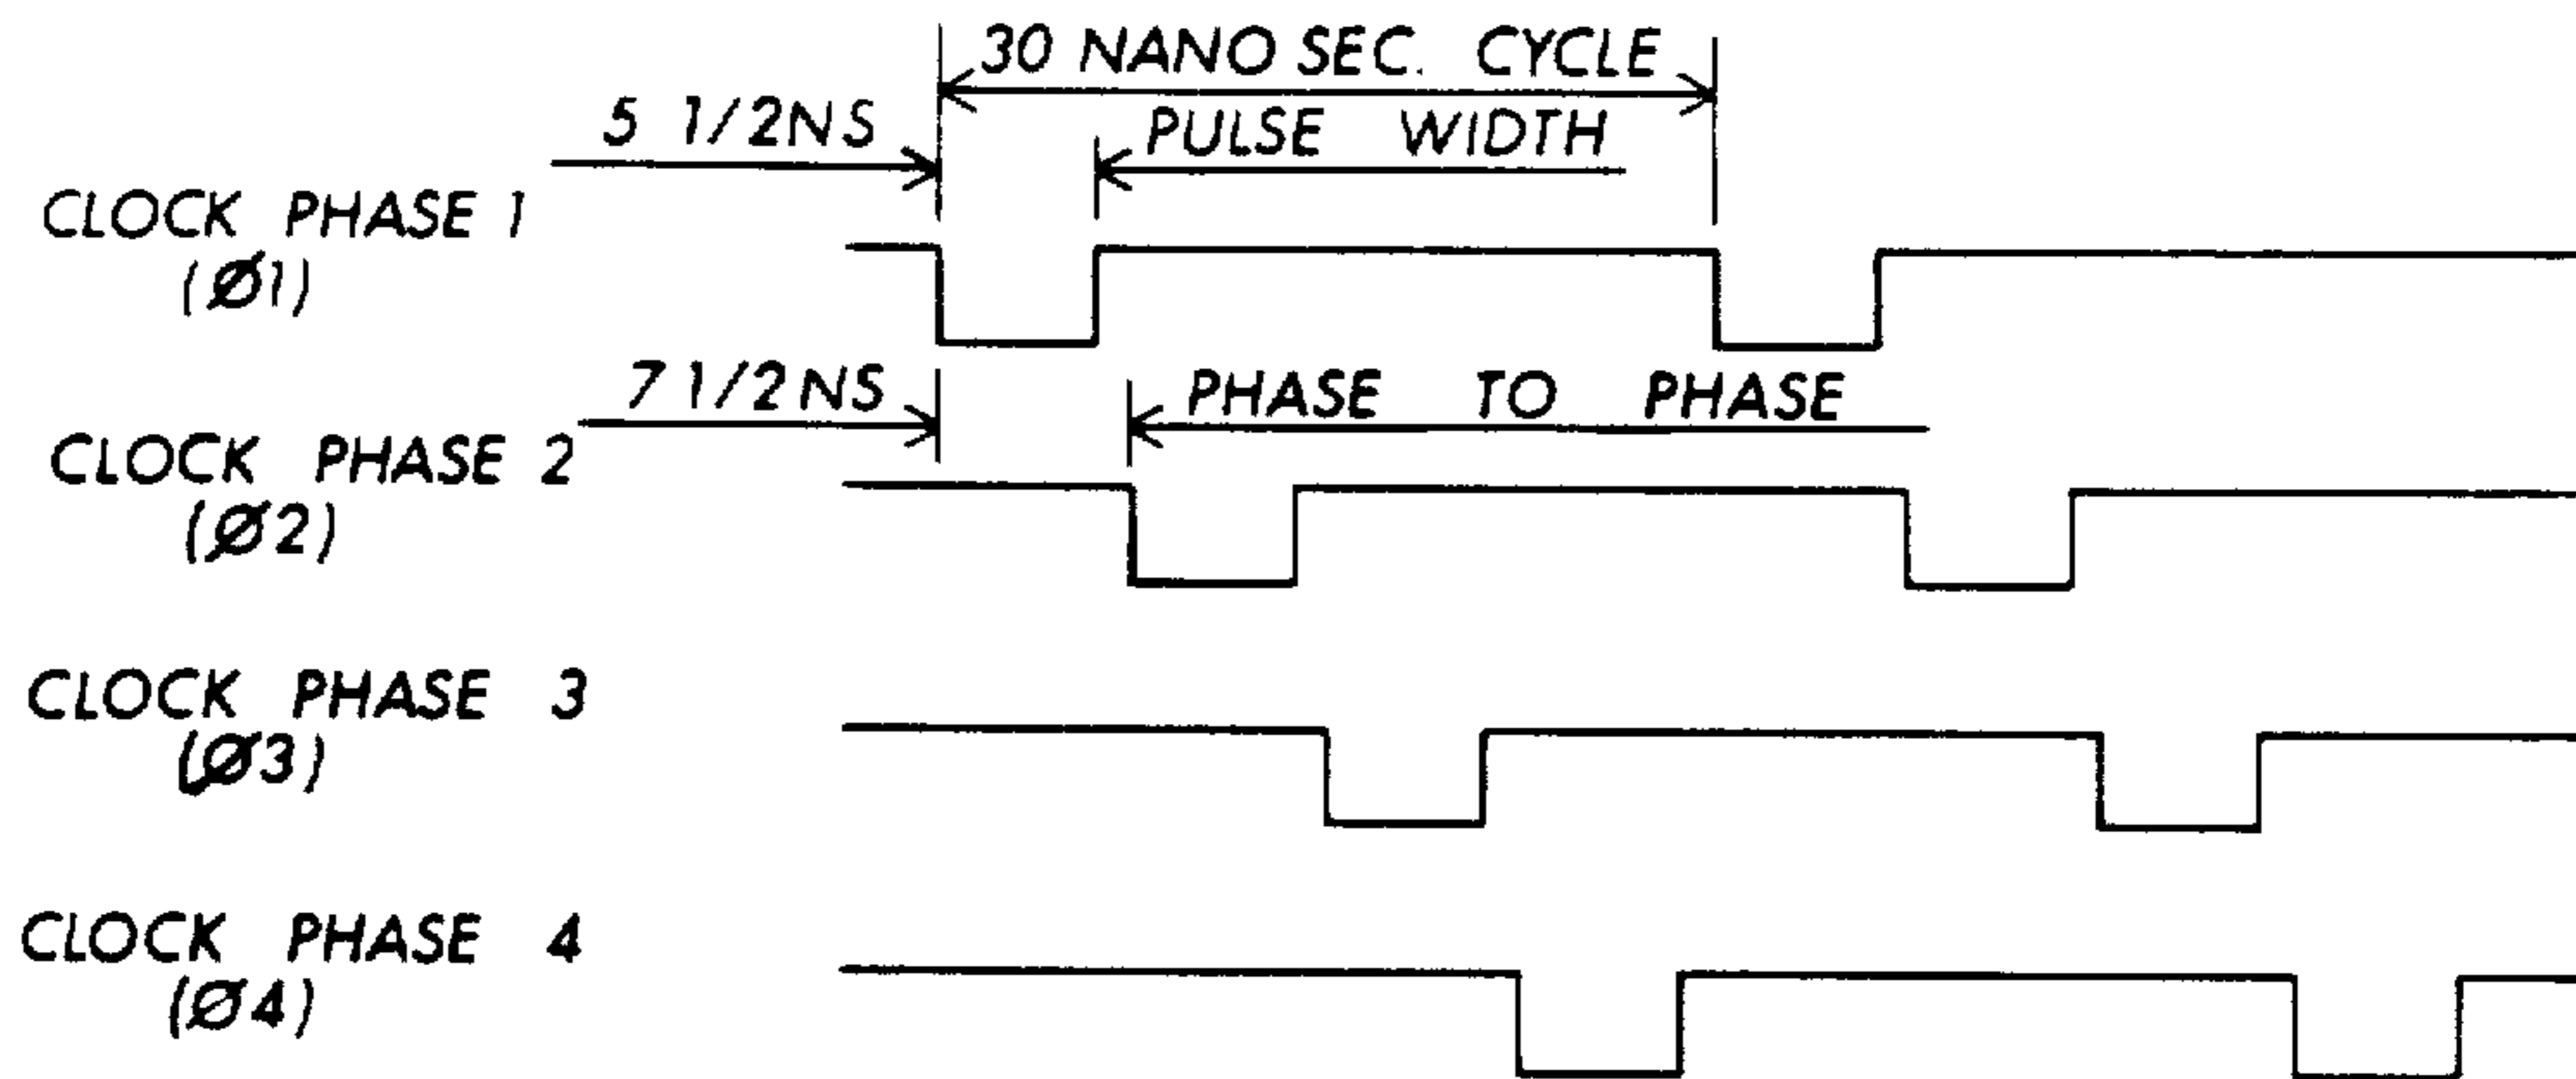 30 NANO SEC. CYCLE
5 1/2NS PULSE WIDTH
CLOCK PHASE 1
(Ø1)
7 1/2NS PHASE TO PHASE
CLOCK PHASE 2
(Ø2)
CLOCK PHASE 3
(Ø3)
CLOCK PHASE 4
(Ø4)